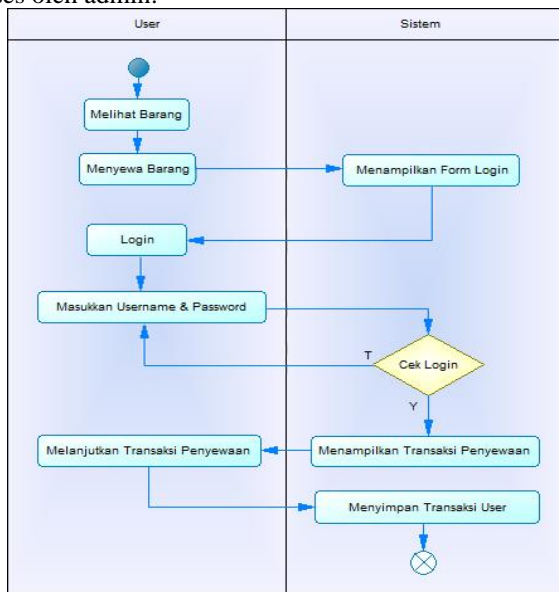 User
Sistem
Melihat Barang
Menyewa Barang
Menampilkan Form Login
Login
Masukkan Username & Password
Cek Login
T
Y
Melanjutkan Transaksi Penyewaan
Menampilkan Transaksi Penyewaan
Menyimpan Transaksi User